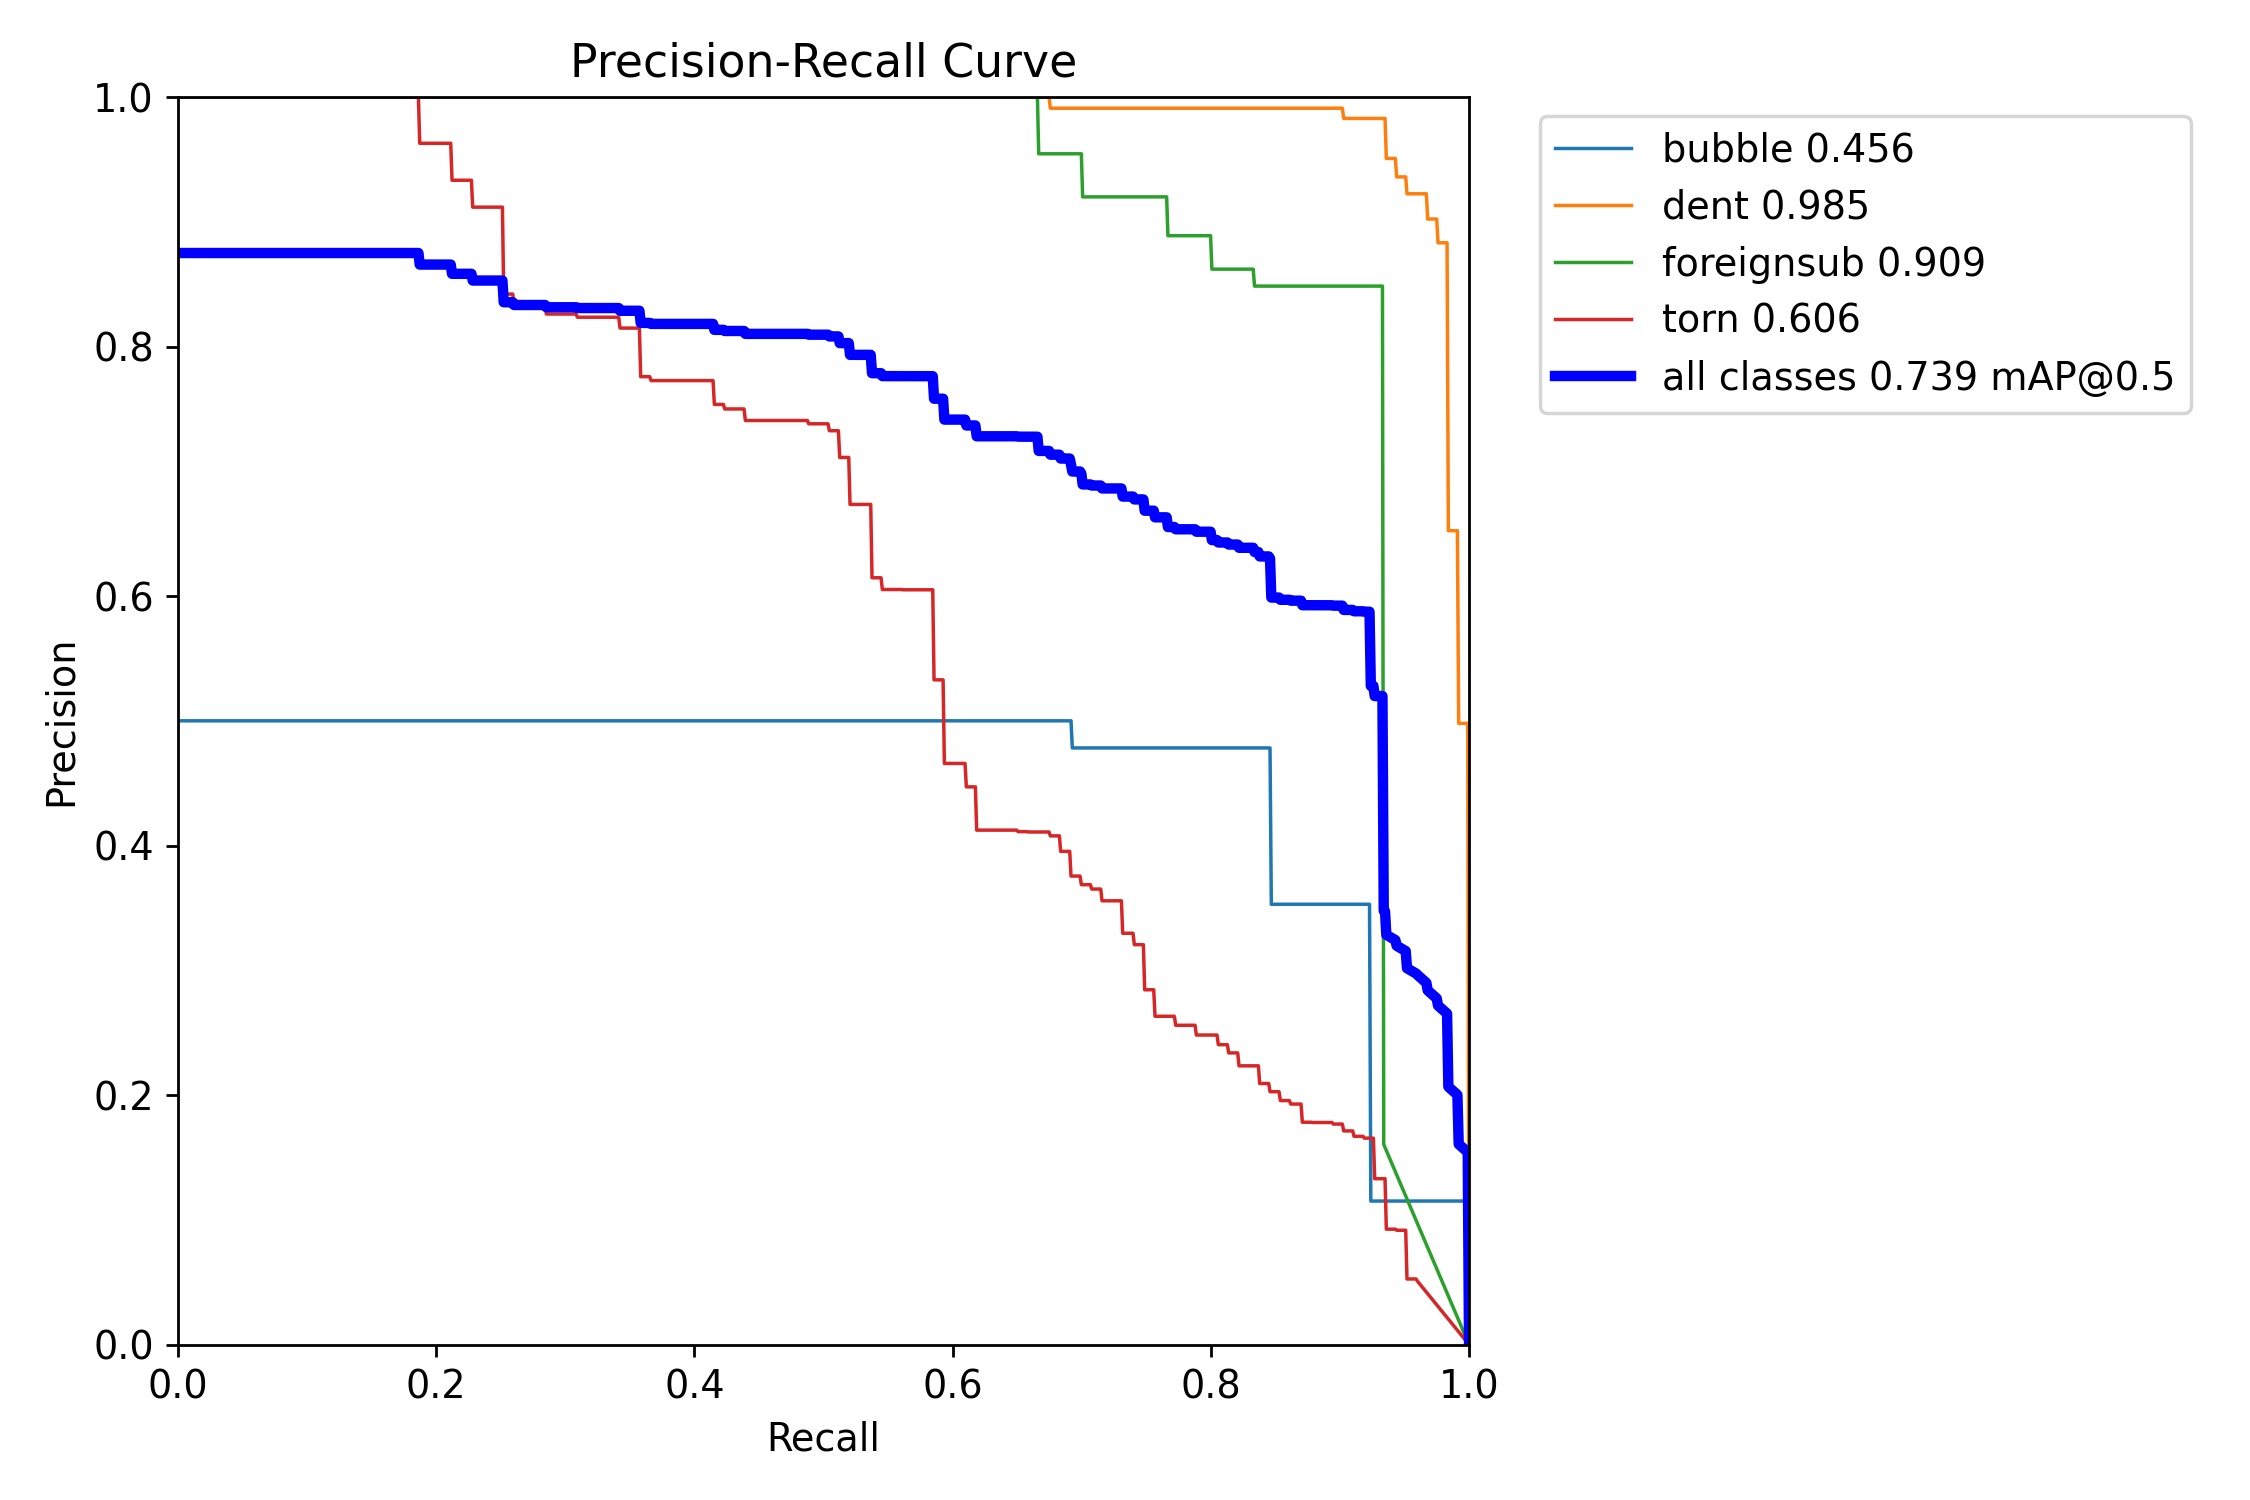 Precision-Recall Curve
1.0
0.8
0.6
0.4
0.2
0.0
Precision
0.0 0.2 0.4 0.6 0.8 1.0
Recall
bubble 0.456
dent 0.985
foreignsub 0.909
torn 0.606
all classes 0.739 mAP@0.5